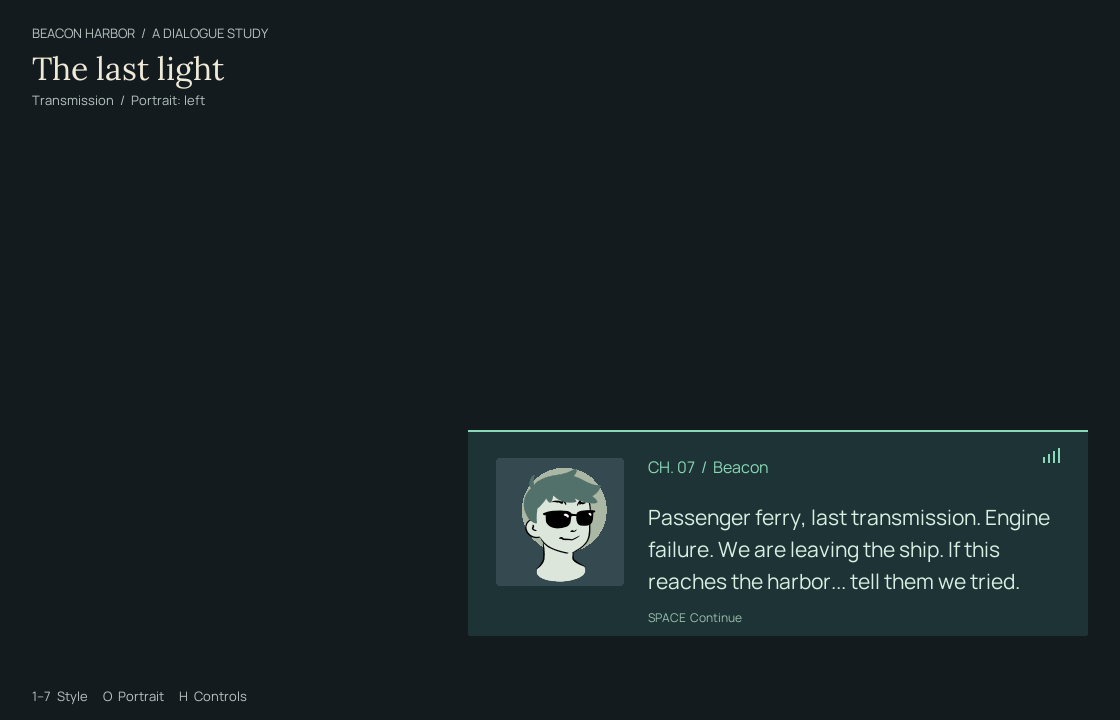 BEACON HARBOR / A DIALOGUE STUDY
The last light
Transmission / Portrait: left
CH. 07 / Beacon
Passenger ferry, last transmission. Engine
failure. We are leaving the ship. If this
reaches the harbor... tell them we tried.
SPACE Continue
1–7 Style O Portrait H Controls